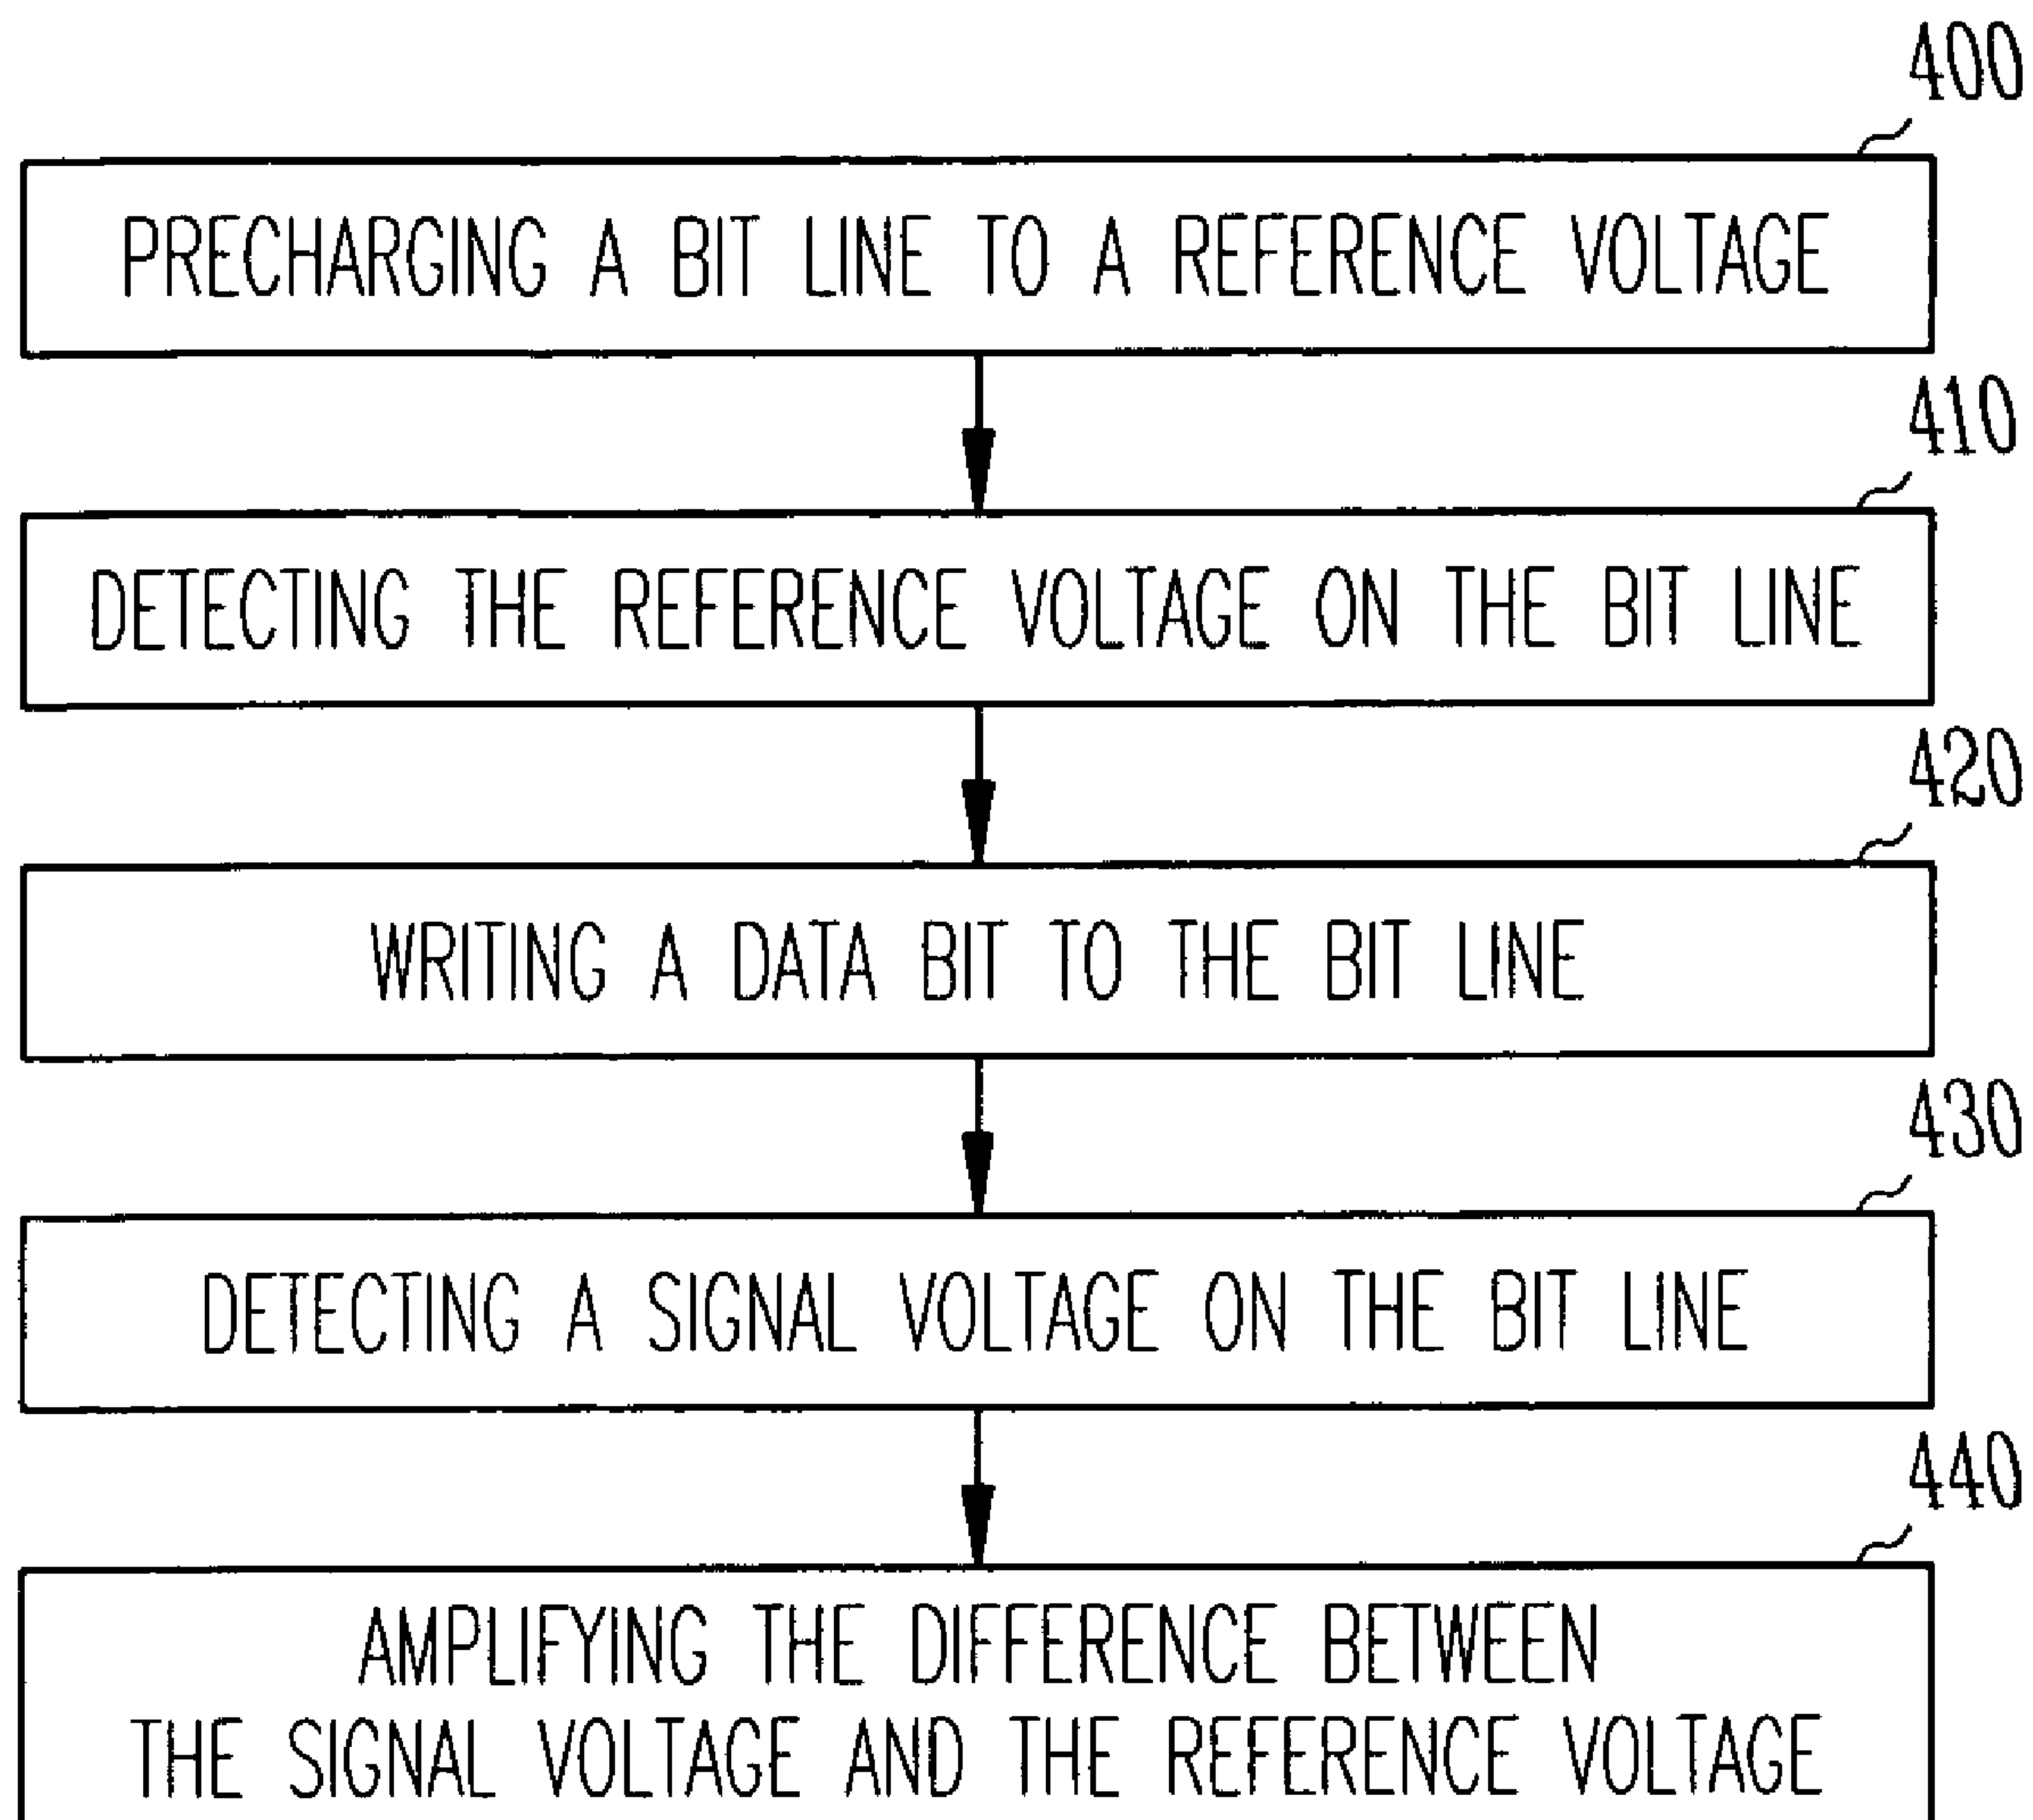 400
PRECHARGING A BIT LINE TO A REFERENCE VOLTAGE
410
DETECTING THE REFERENCE VOLTAGE ON THE BIT LINE
420
WRITING A DATA BIT TO THE BIT LINE
430
DETECTING A SIGNAL VOLTAGE ON THE BIT LINE
440
AMPLIFYING THE DIFFERENCE BETWEEN
THE SIGNAL VOLTAGE AND THE REFERENCE VOLTAGE